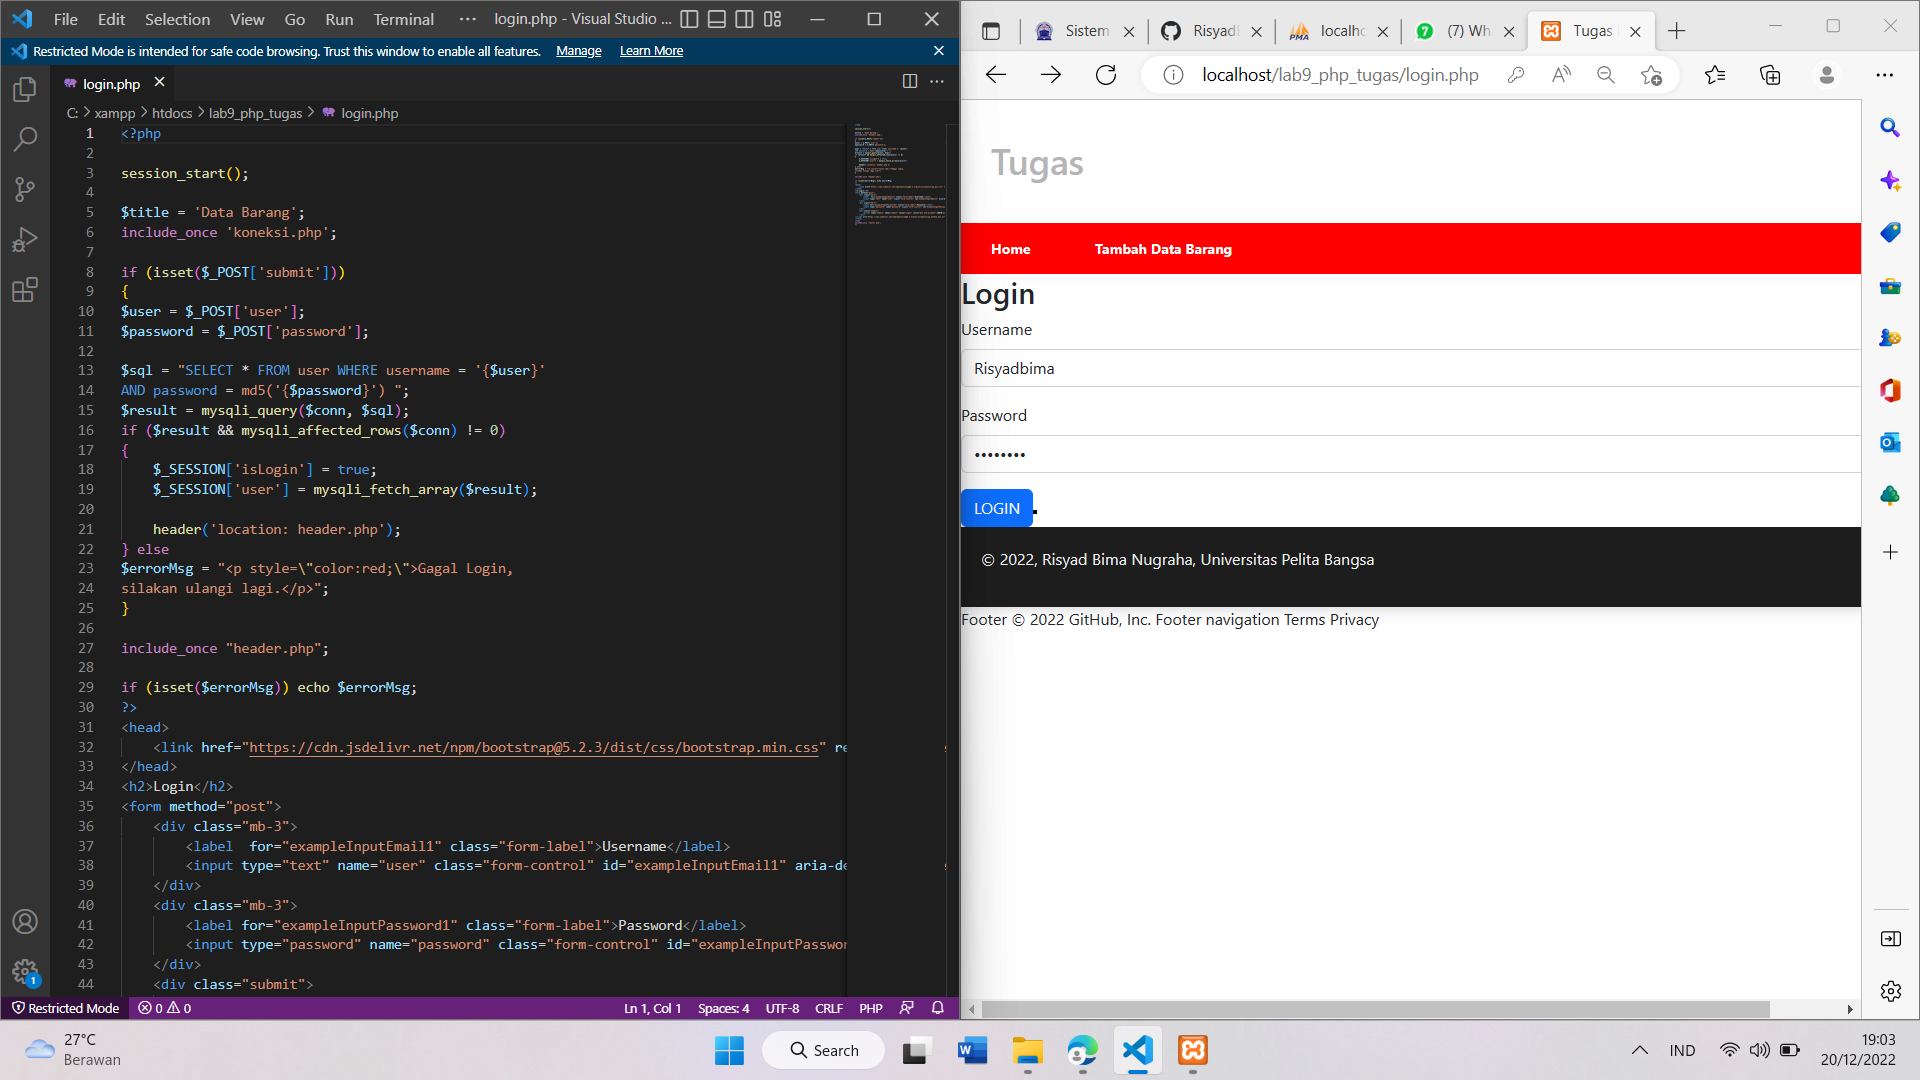 File Edit Selection View Go Run Terminal ··· login.php - Visual Studio ...
Restricted Mode is intended for safe code browsing. Trust this window to enable all features. Manage Learn More
login.php
C: > xampp > htdocs > lab9_php_tugas > login.php
1 <?php
2
3 session_start();
4
5 $title = 'Data Barang';
6 include_once 'koneksi.php';
7
8 if (isset($_POST['submit']))
9 {
10 $user = $_POST['user'];
11 $password = $_POST['password'];
12
13 $sql = "SELECT * FROM user WHERE username = '{$user}'
14 AND password = md5('{$password}') ";
15 $result = mysqli_query($conn, $sql);
16 if ($result && mysqli_affected_rows($conn) != 0)
17 {
18 $_SESSION['isLogin'] = true;
19 $_SESSION['user'] = mysqli_fetch_array($result);
20
21 header('location: header.php');
22 } else
23 $errorMsg = "<p style=\"color:red;\">Gagal Login,
24 silakan ulangi lagi.</p>";
25 }
26
27 include_once "header.php";
28
29 if (isset($errorMsg)) echo $errorMsg;
30 ?>
31 <head>
32 <link href="https://cdn.jsdelivr.net/npm/bootstrap@5.2.3/dist/css/bootstrap.min.css" re
33 </head>
34 <h2>Login</h2>
35 <form method="post">
36 <div class="mb-3">
37 <label  for="exampleInputEmail1" class="form-label">Username</label>
38 <input type="text" name="user" class="form-control" id="exampleInputEmail1" aria-de
39 </div>
40 <div class="mb-3">
41 <label for="exampleInputPassword1" class="form-label">Password</label>
42 <input type="password" name="password" class="form-control" id="exampleInputPasswor
43 </div>
44 <div class="submit">
Restricted Mode 0 0 Ln 1, Col 1 Spaces: 4 UTF-8 CRLF PHP
Sistem Risyad localho (7) Wh Tugas
localhost/lab9_php_tugas/login.php
Tugas
Home Tambah Data Barang
Login
Username
Risyadbima
Password
••••••••
LOGIN .
© 2022, Risyad Bima Nugraha, Universitas Pelita Bangsa
Footer © 2022 GitHub, Inc. Footer navigation Terms Privacy
27°C
Berawan
Search
IND
19:03
20/12/2022